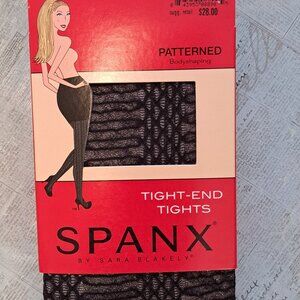 $28.00
PATTERNED
Bodyshaping
TIGHT-END
TIGHTS
SPANX®
BY SARA BLAKELY®